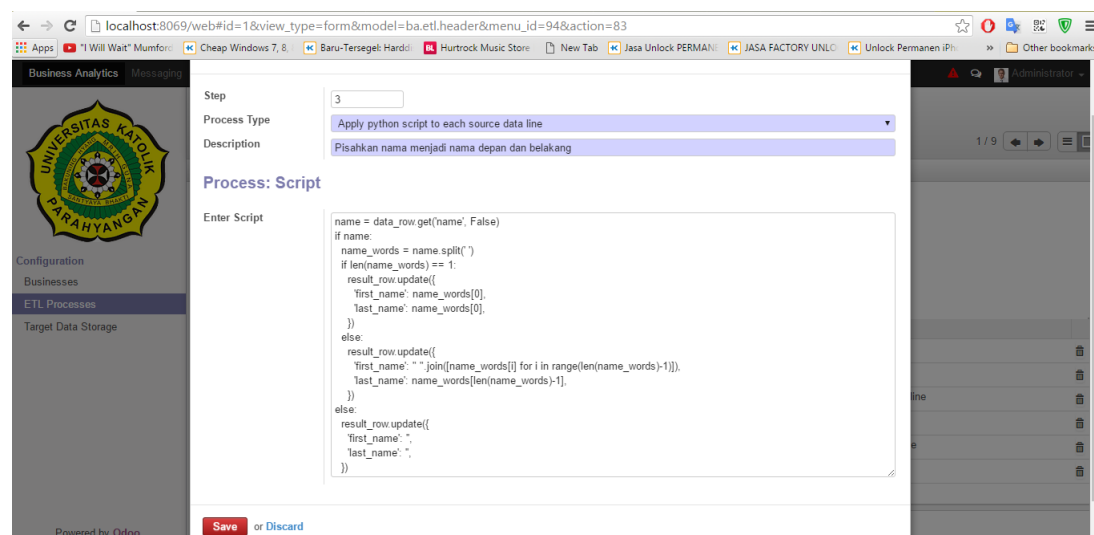 localhost:8069/web#id=1&view_type=form&model=ba.etl.header&menu_id=94&action=83
Apps "I Will Wait" Mumford Cheap Windows 7, 8, Baru-Tersegel: Harddi Hurtrock Music Store New Tab Jasa Unlock PERMAN JASA FACTORY UNLO Unlock Permanen iPh » Other bookmark
Business Analytics Messaging Administrator
UNIVERSITAS KATOLIK
PARAHYANGAN
1 / 9
Step
3
Process Type
Apply python script to each source data line
Description
Pisahkan nama menjadi nama depan dan belakang
Process: Script
Enter Script
name = data_row.get('name', False)
if name:
name_words = name.split(' ')
if len(name_words) == 1:
result_row.update({
'first_name': name_words[0],
'last_name': name_words[0],
})
else:
result_row.update({
'first_name': " ".join([name_words[i] for i in range(len(name_words)-1)]),
'last_name': name_words[len(name_words)-1],
})
else:
result_row.update({
'first_name': '',
'last_name': '',
})
Configuration
Businesses
ETL Processes
Target Data Storage
line
e
Save or Discard
Powered by Odoo